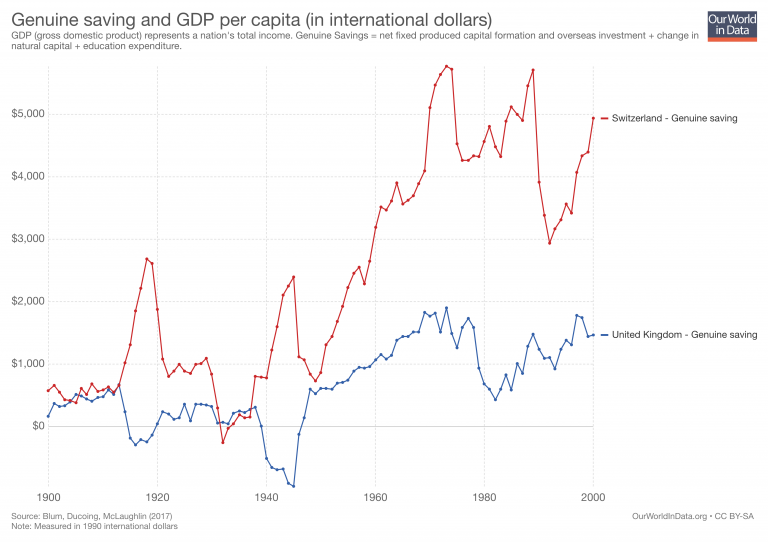 Genuine saving and GDP per capita (in international dollars)
GDP (gross domestic product) represents a nation's total income. Genuine Savings = net fixed produced capital formation and overseas investment + change in
natural capital + education expenditure.
Our World
in Data
$5,000
$4,000
$3,000
$2,000
$1,000
$0
Switzerland - Genuine saving
United Kingdom - Genuine saving
1900
1920
1940
1960
1980
2000
Source: Blum, Ducoing, McLaughlin (2017)
Note: Measured in 1990 international dollars
OurWorldInData.org • CC BY-SA